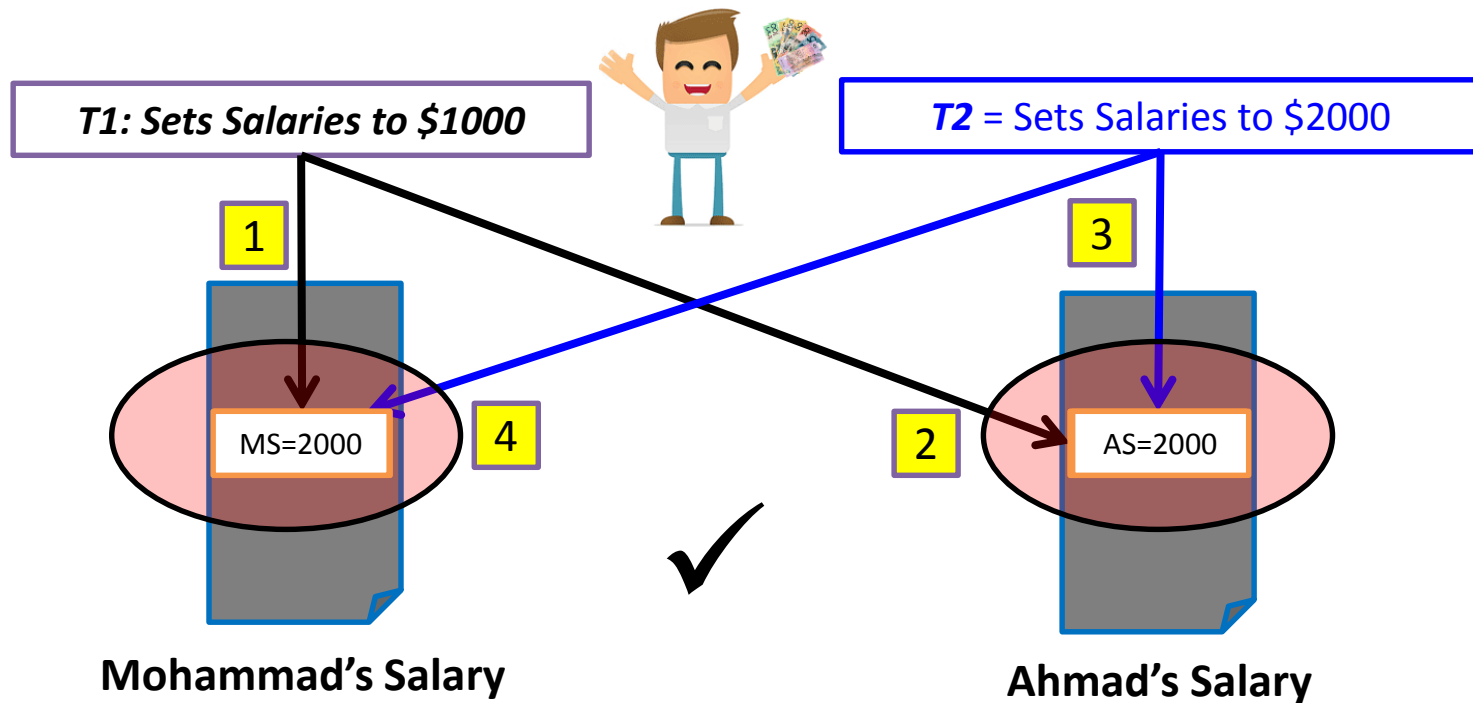 T1: Sets Salaries to $1000
T2 = Sets Salaries to $2000
1
3
MS=2000
4
2
AS=2000
Mohammad’s Salary
Ahmad’s Salary